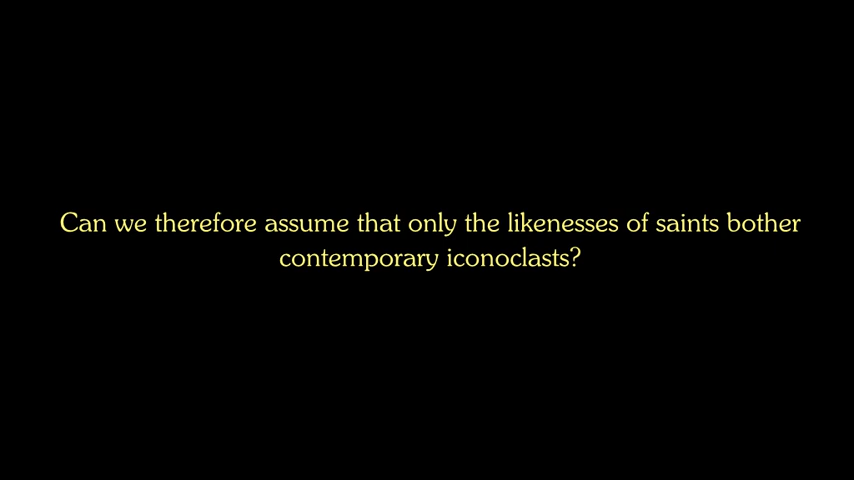 Can we therefore assume that only the likenesses of saints bother
contemporary iconoclasts?